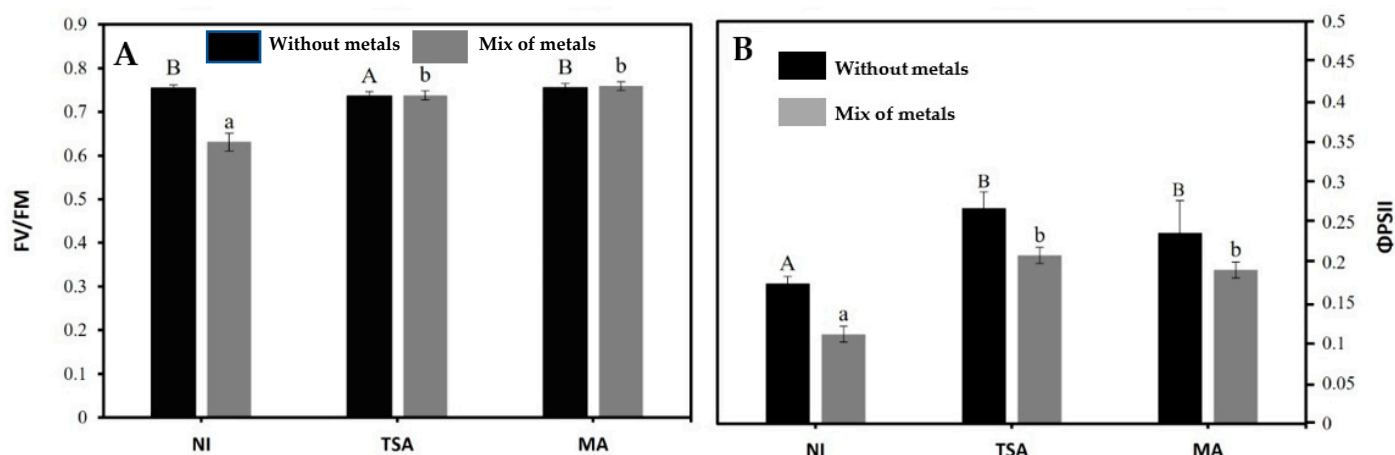 A
Without metals
Mix of metals
FV/FM
0.9
0.8
0.7
0.6
0.5
0.4
0.3
0.2
0.1
0
B
a
A
b
B
b
NI
TSA
MA
B
Without metals
Mix of metals
A
a
B
b
B
b
0.5
0.45
0.4
0.35
0.3
0.25
0.2
0.15
0.1
0.05
0
ΦPSII
NI
TSA
MA